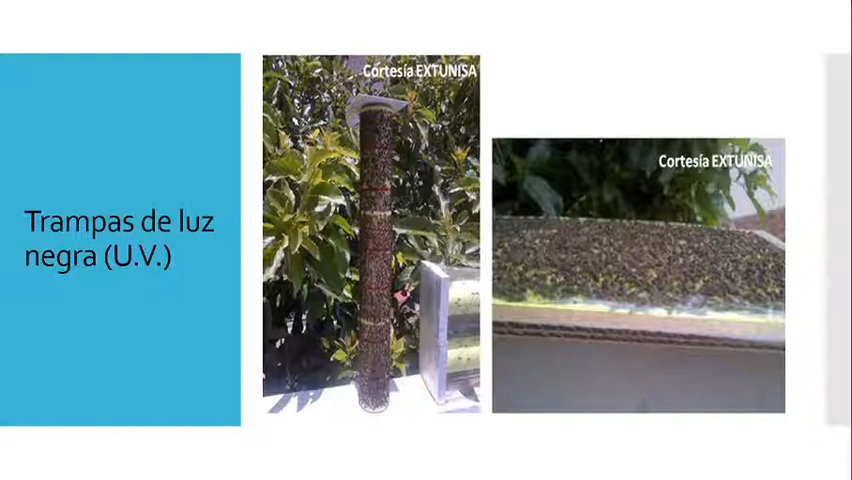 Cortesía EXTUNISA
Cortesía EXTUNISA
Trampas de luz
negra (U.V.)